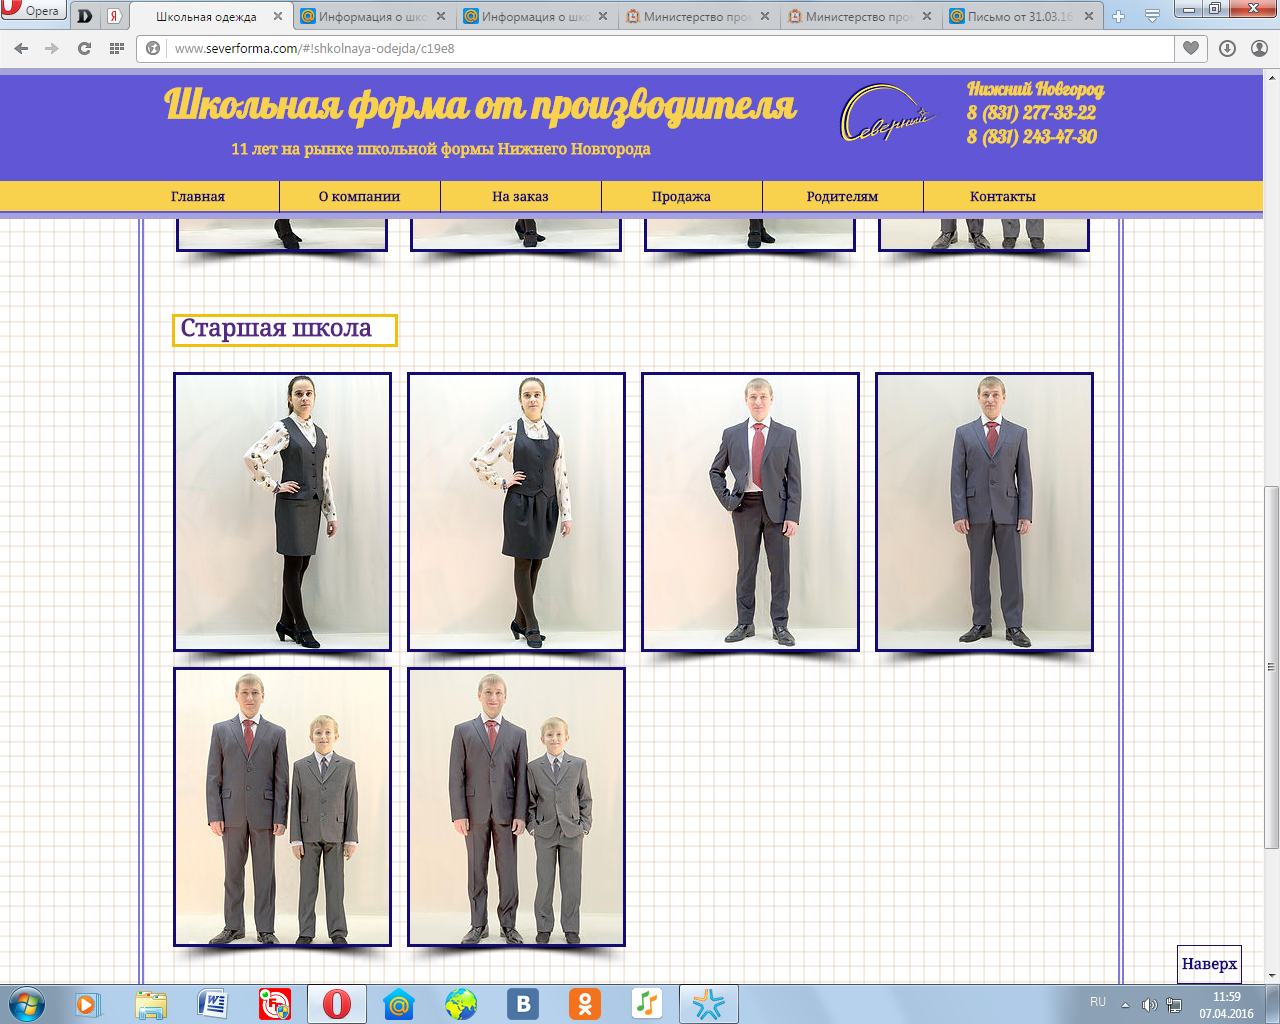 Opera
Школьная одежда
Информация о шко
Информация о шко
Министерство про
Министерство про
Письмо от 31.03.16
www.severforma.com/#!shkolnaya-odejda/c19e8
Школьная форма от производителя
11 лет на рынке школьной формы Нижнего Новгорода
Северный
Нижний Новгород
8 (831) 277-33-22
8 (831) 243-47-30
Главная
О компании
На заказ
Продажа
Родителям
Контакты
Старшая школа
Наверх
RU
11:59
07.04.2016